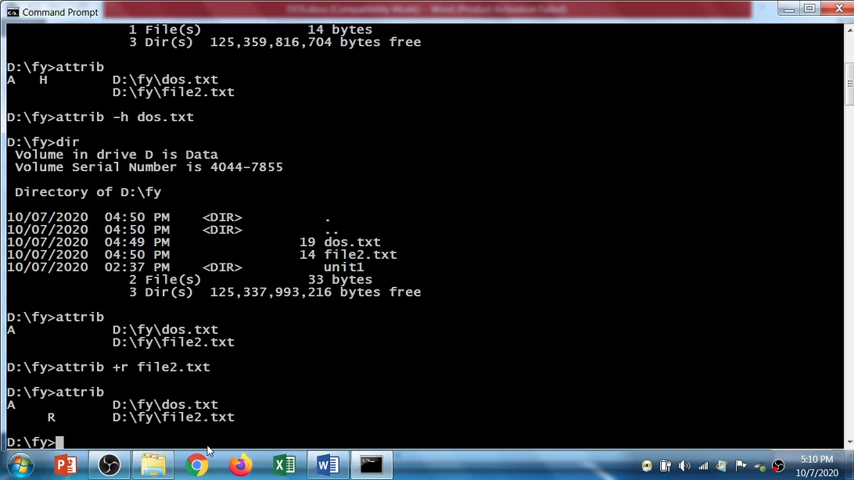 Command Prompt
1 File(s) 14 bytes
3 Dir(s) 125,359,816,704 bytes free
D:\fy>attrib
A H D:\fy\dos.txt
D:\fy\file2.txt
D:\fy>attrib -h dos.txt
D:\fy>dir
Volume in drive D is Data
Volume Serial Number is 4044-7855
Directory of D:\fy
10/07/2020 04:50 PM <DIR> .
10/07/2020 04:50 PM <DIR> ..
10/07/2020 04:49 PM 19 dos.txt
10/07/2020 04:50 PM 14 file2.txt
10/07/2020 02:37 PM <DIR> unit1
2 File(s) 33 bytes
3 Dir(s) 125,337,993,216 bytes free
D:\fy>attrib
A D:\fy\dos.txt
D:\fy\file2.txt
D:\fy>attrib +r file2.txt
D:\fy>attrib
A D:\fy\dos.txt
R D:\fy\file2.txt
D:\fy>
5:10 PM
10/7/2020